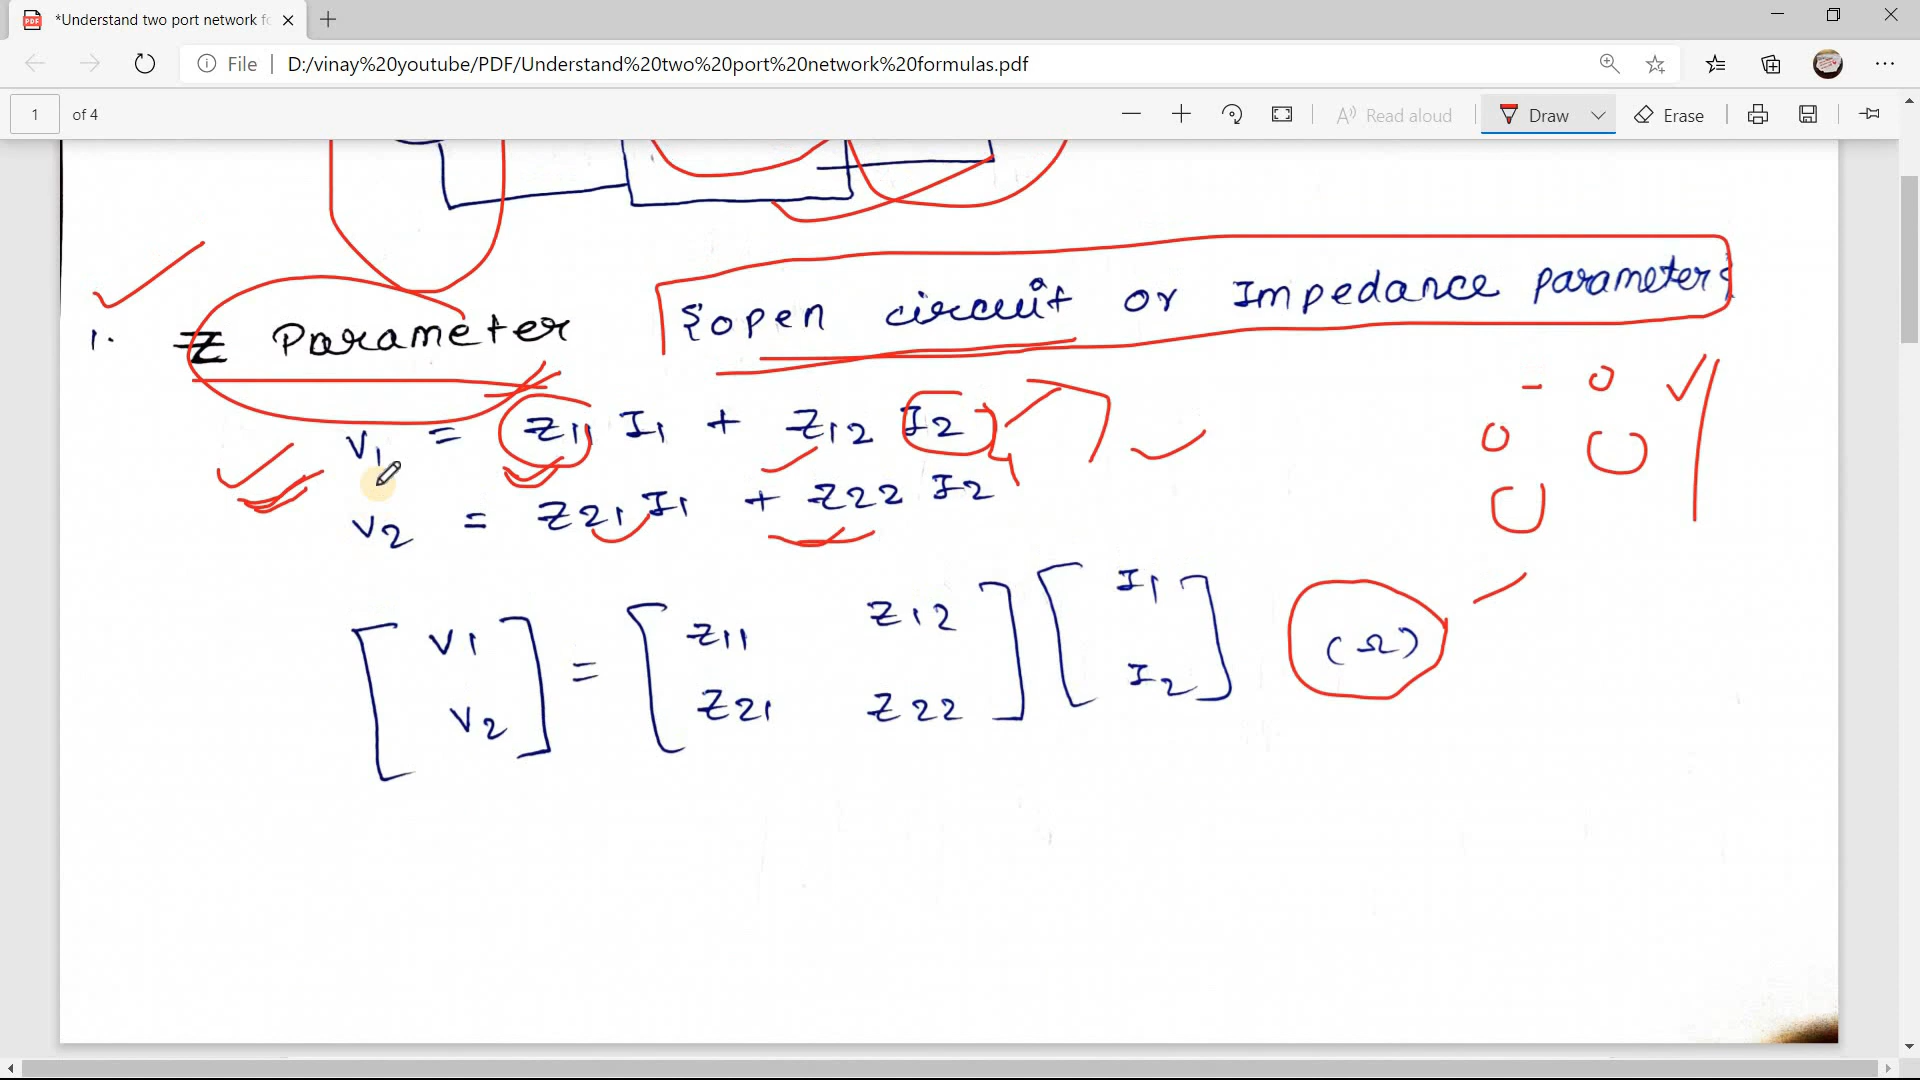 *Understand two port network fo
File D:/vinay%20youtube/PDF/Understand%20two%20port%20network%20formulas.pdf
1 of 4 Read aloud Draw Erase
1. Z Parameter {open circuit or Impedance parameter}
V1 = Z11 I1 + Z12 I2
V2 = Z21 I1 + Z22 I2
[V1 V2] = [Z11 Z12 Z21 Z22] [I1 I2] (Ω)